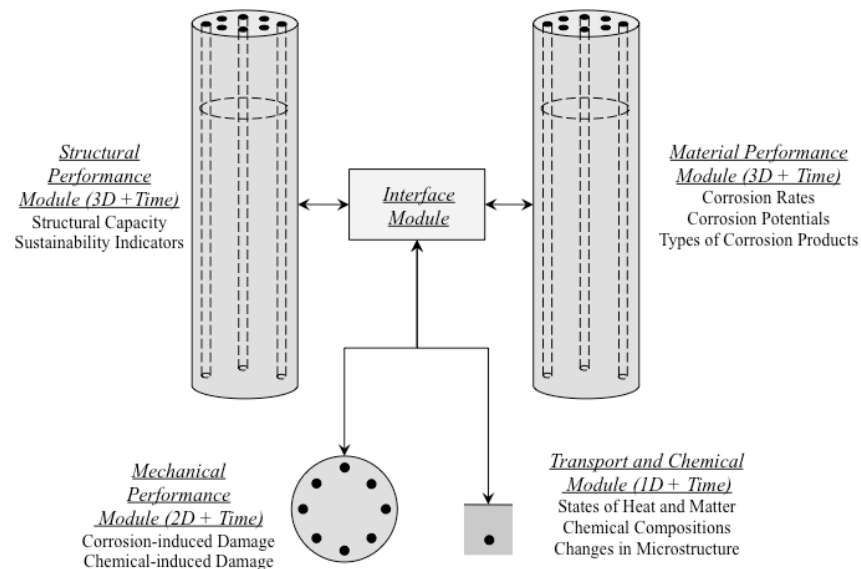 Structural
Performance
Module (3D + Time)
Structural Capacity
Sustainability Indicators
Interface
Module
Material Performance
Module (3D + Time)
Corrosion Rates
Corrosion Potentials
Types of Corrosion Products
Mechanical
Performance
Module (2D + Time)
Corrosion-induced Damage
Chemical-induced Damage
Transport and Chemical
Module (1D + Time)
States of Heat and Matter
Chemical Compositions
Changes in Microstructure